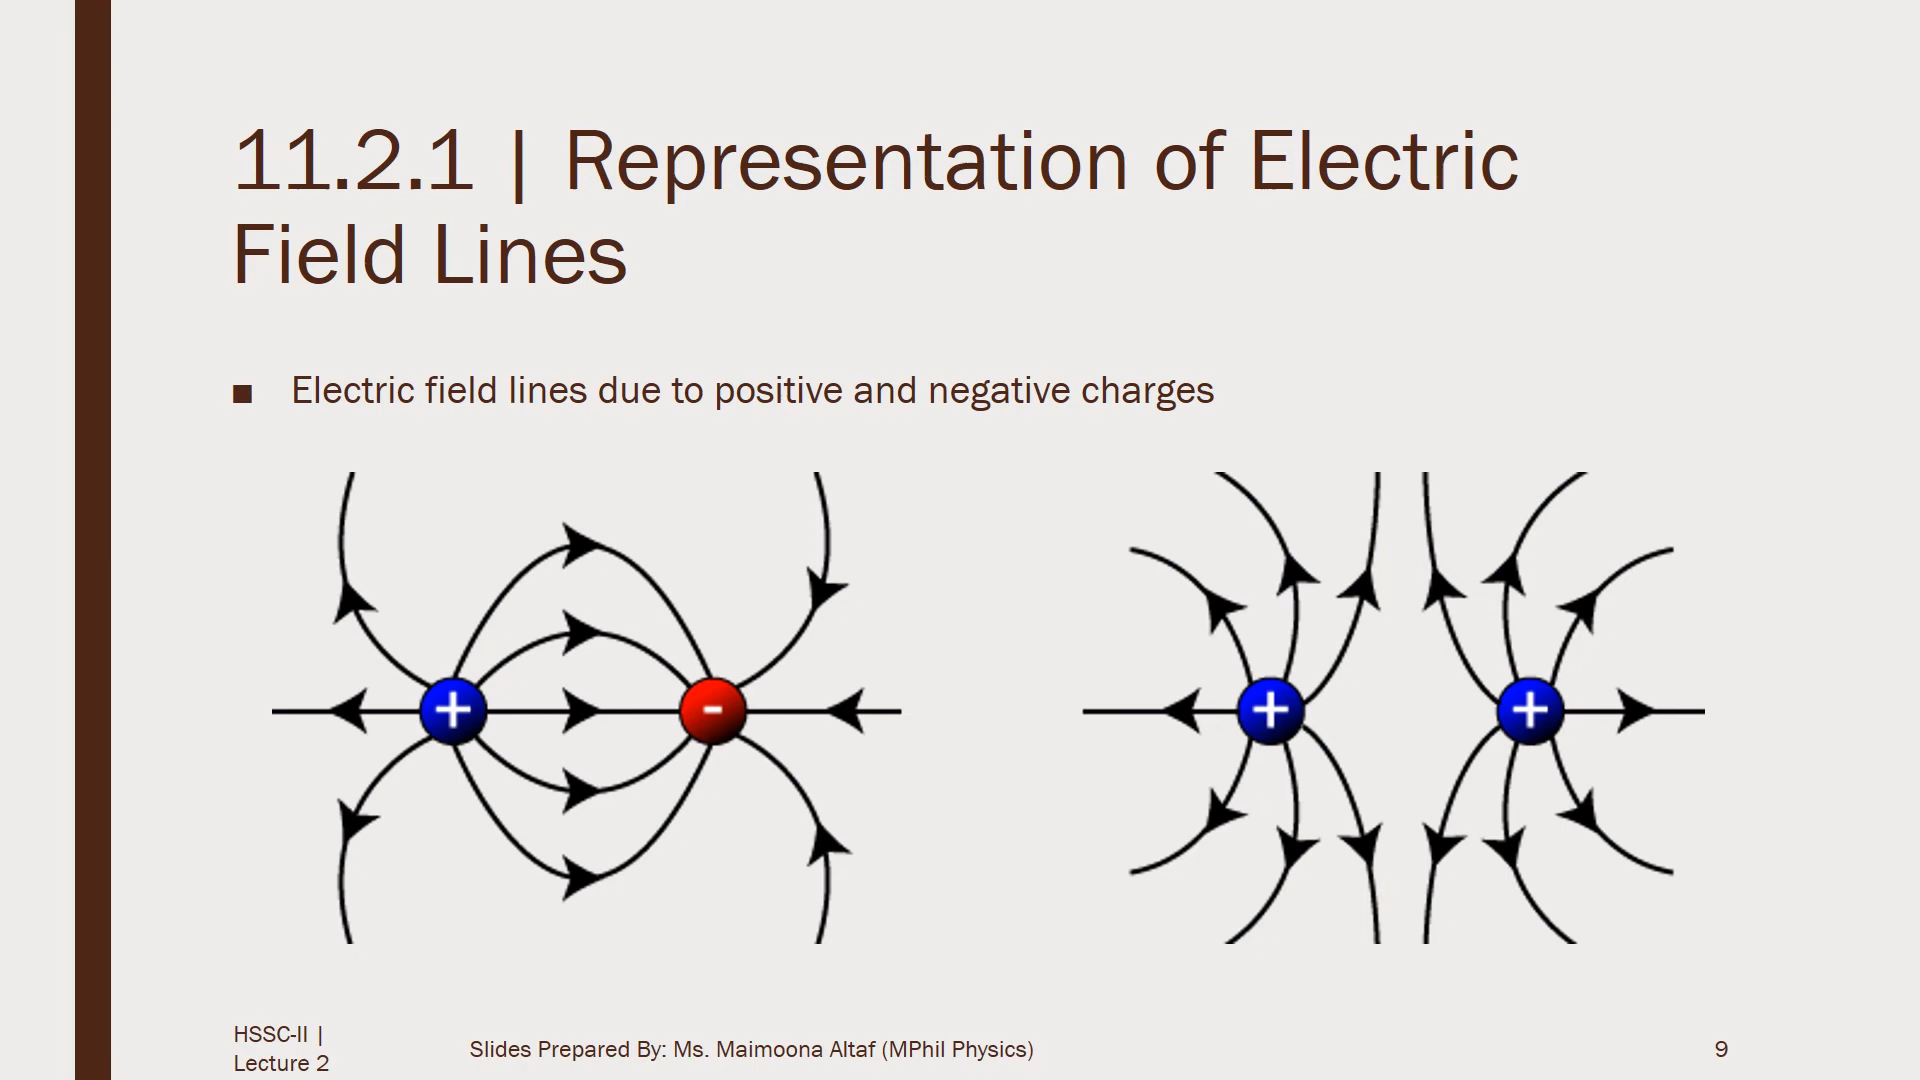 11.2.1 | Representation of Electric
Field Lines
■ Electric field lines due to positive and negative charges
+ -
+ +
HSSC-II |
Lecture 2
Slides Prepared By: Ms. Maimoona Altaf (MPhil Physics)
9